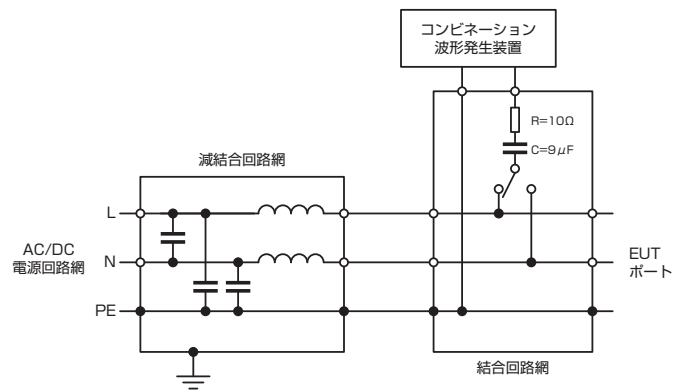 コンビネーション
波形発生装置
R=10Ω
C=9μF
減結合回路網
L
AC/DC
電源回路網
N
PE
EUT
ポート
結合回路網